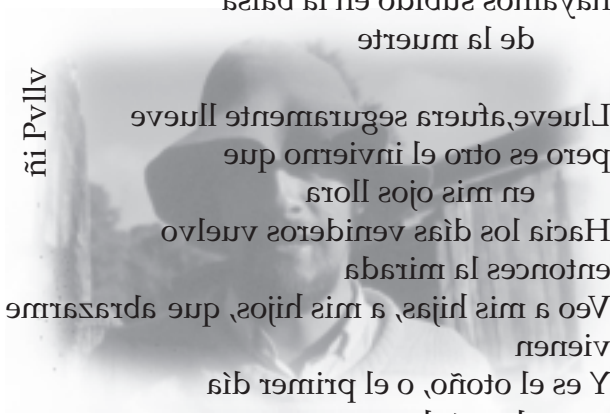 hayamos subido en la balsa
de la muerte
Llueve,afuera seguramente llueve
pero es otro el invierno que
en mis ojos llora
Hacia los días venideros vuelvo
entonces la mirada
Veo a mis hijas, a mis hijos, que abrazarme
vienen
Y es el otoño, o el primer día
ñi Pvllv